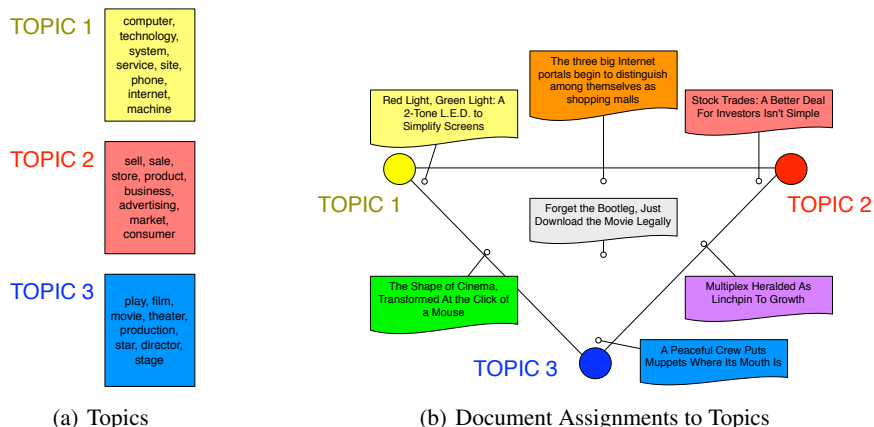 TOPIC 1
computer,
technology,
system,
service, site,
phone,
internet,
machine
TOPIC 2
sell, sale,
store, product,
business,
advertising,
market,
consumer
TOPIC 3
play, film,
movie, theater,
production,
star, director,
stage
(a) Topics
The three big Internet
portals begin to distinguish
among themselves as
shopping malls
Red Light, Green Light: A
2-Tone L.E.D. to
Simplify Screens
Stock Trades: A Better Deal
For Investors Isn't Simple
TOPIC 1
TOPIC 2
Forget the Bootleg, Just
Download the Movie Legally
The Shape of Cinema,
Transformed At the Click of
a Mouse
Multiplex Heralded As
Linchpin To Growth
TOPIC 3
A Peaceful Crew Puts
Muppets Where Its Mouth Is
(b) Document Assignments to Topics